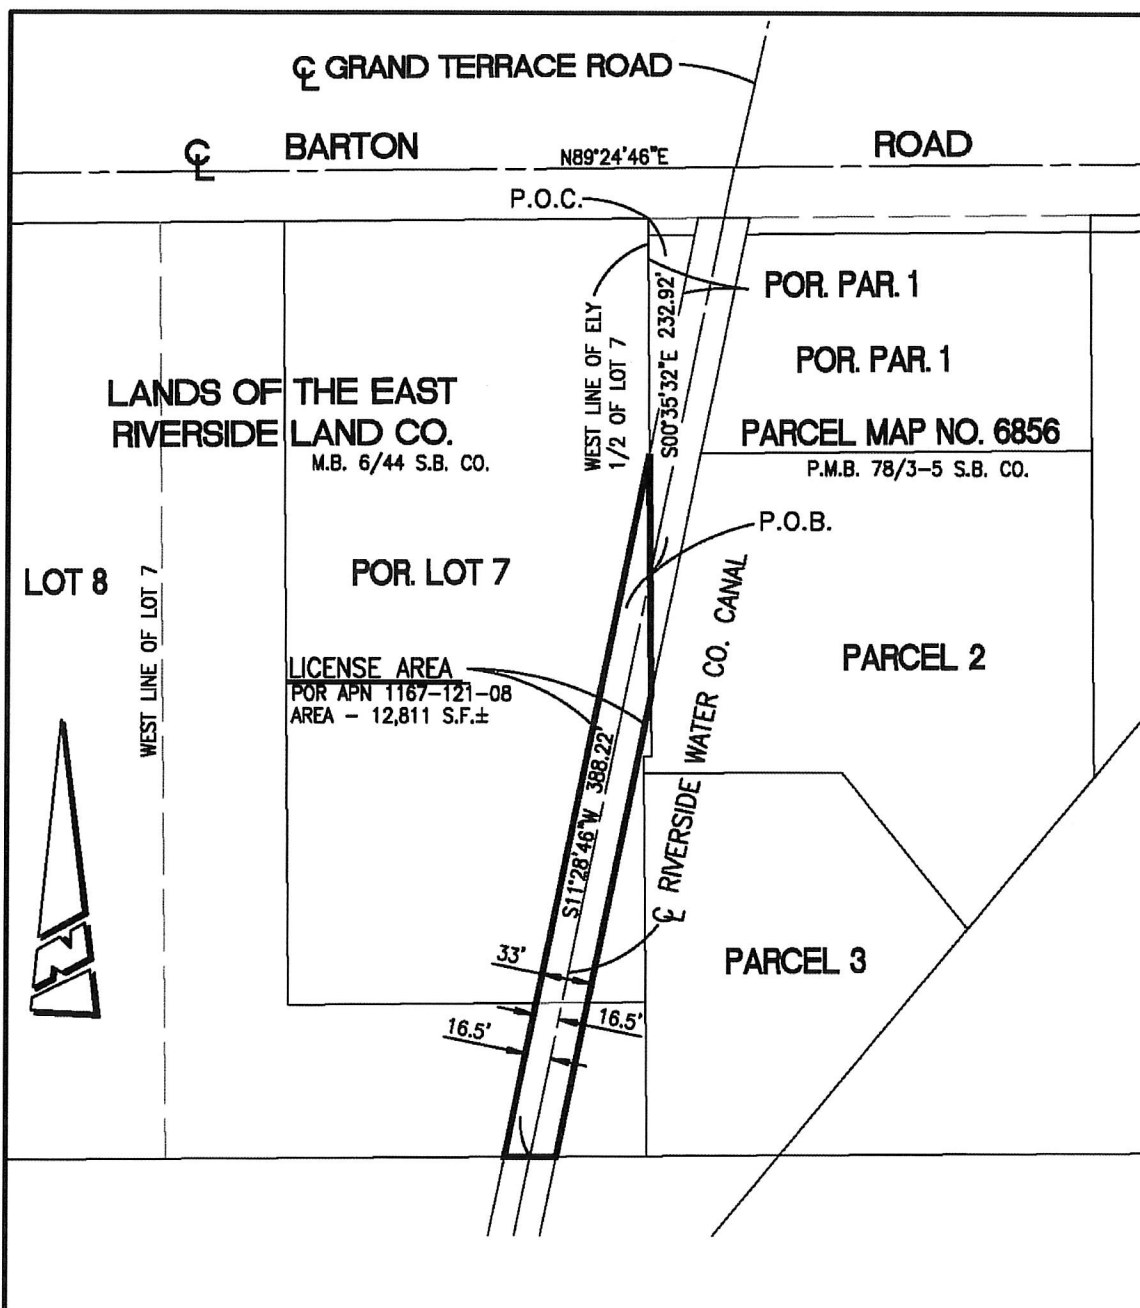 ℄ GRAND TERRACE ROAD
℄ BARTON ROAD
N89°24'46"E
P.O.C.
POR. PAR. 1
WEST LINE OF ELY
1/2 OF LOT 7
S00°35'32"E 232.92'
POR. PAR. 1
LANDS OF THE EAST
RIVERSIDE LAND CO.
M.B. 6/44 S.B. CO.
PARCEL MAP NO. 6856
P.M.B. 78/3-5 S.B. CO.
P.O.B.
LOT 8
WEST LINE OF LOT 7
POR. LOT 7
PARCEL 2
LICENSE AREA
POR APN 1167-121-08
AREA - 12,811 S.F.±
S11°28'46"W 388.22'
℄ RIVERSIDE WATER CO. CANAL
N
33'
PARCEL 3
16.5'
16.5'